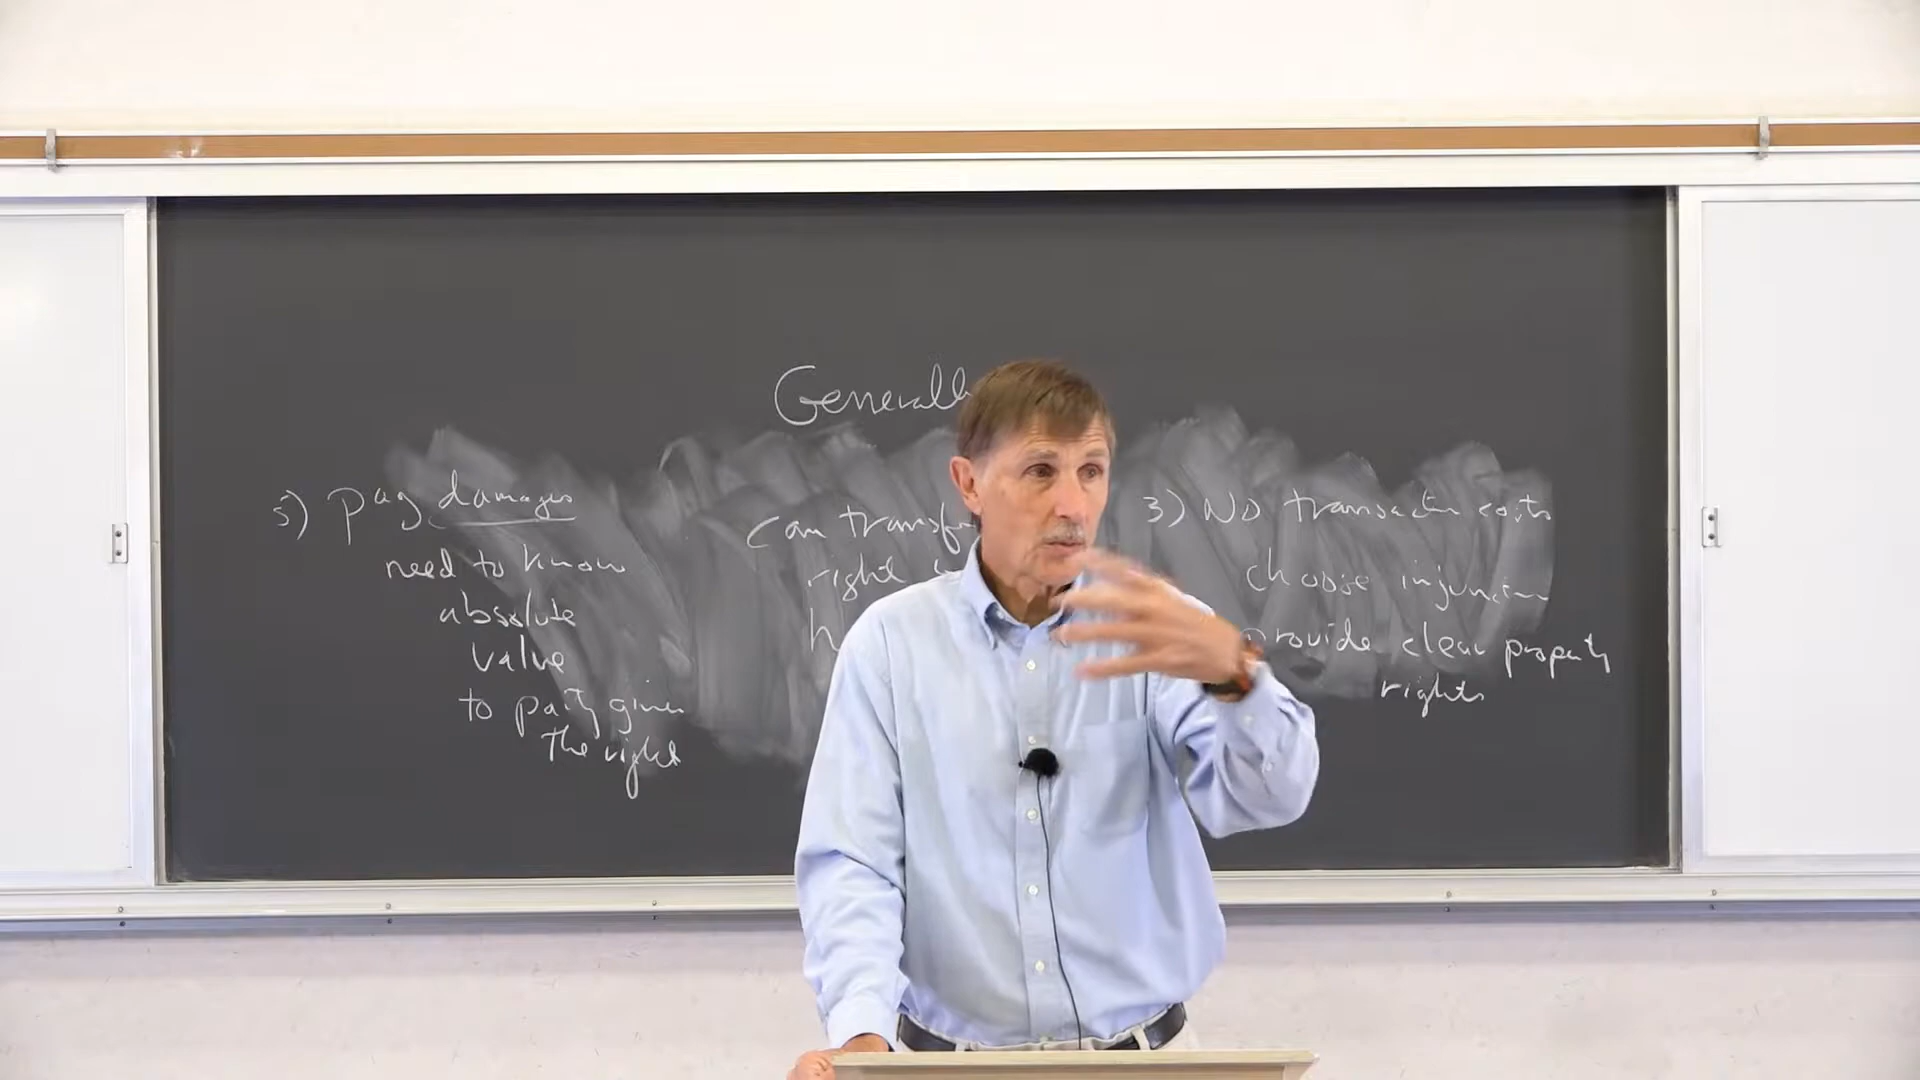 Generall
5) pay damages
need to know
absolute
value
to party given
the right
can transf
right
h
3) No transaction costs
choose injunction
provide clear property
rights